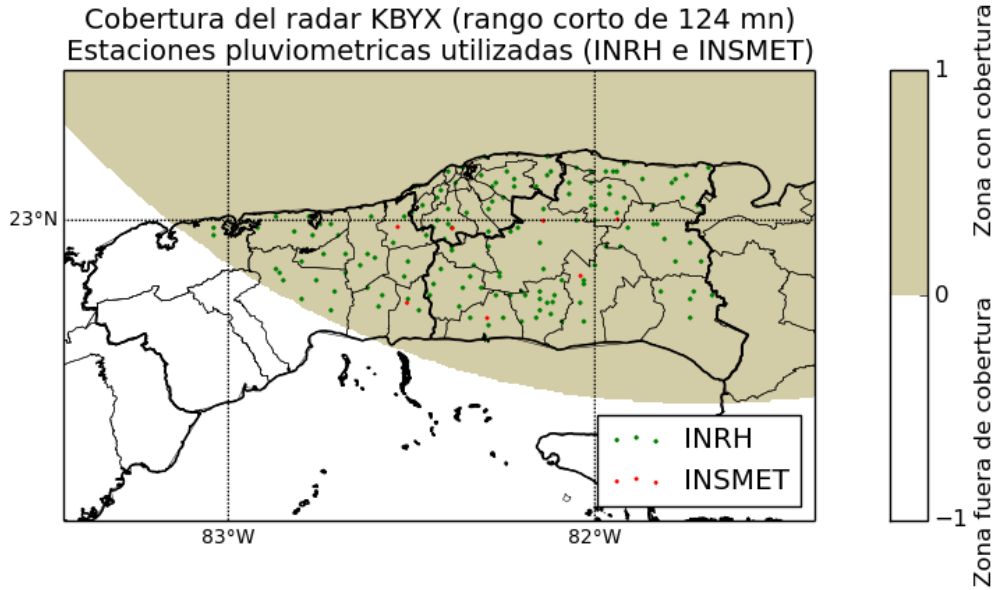 Cobertura del radar KBYX (rango corto de 124 mn)
Estaciones pluviometricas utilizadas (INRH e INSMET)
23°N
83°W
82°W
INRH
INSMET
1
0
−1
Zona con cobertura
Zona fuera de cobertura